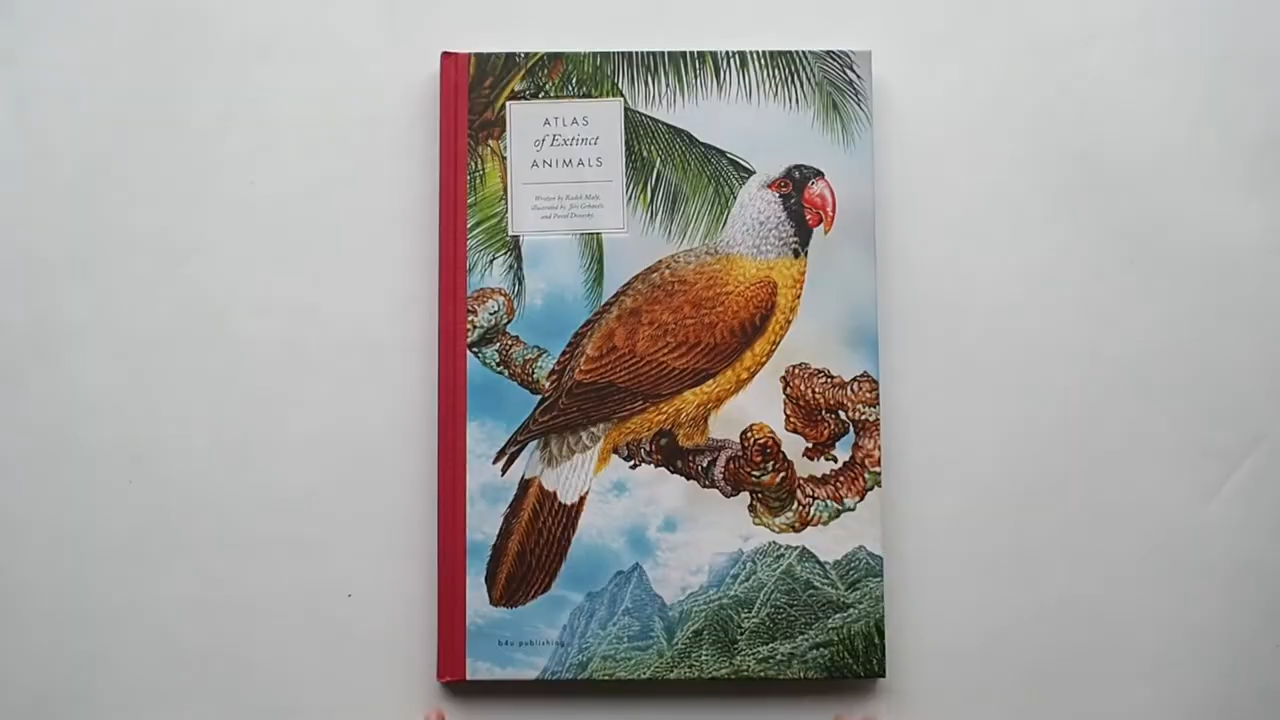 ATLAS
of Extinct
ANIMALS
Written by Radek Malý,
illustrated by Jiří Grbavčic
and Pavel Dvorský.
b4u publishing